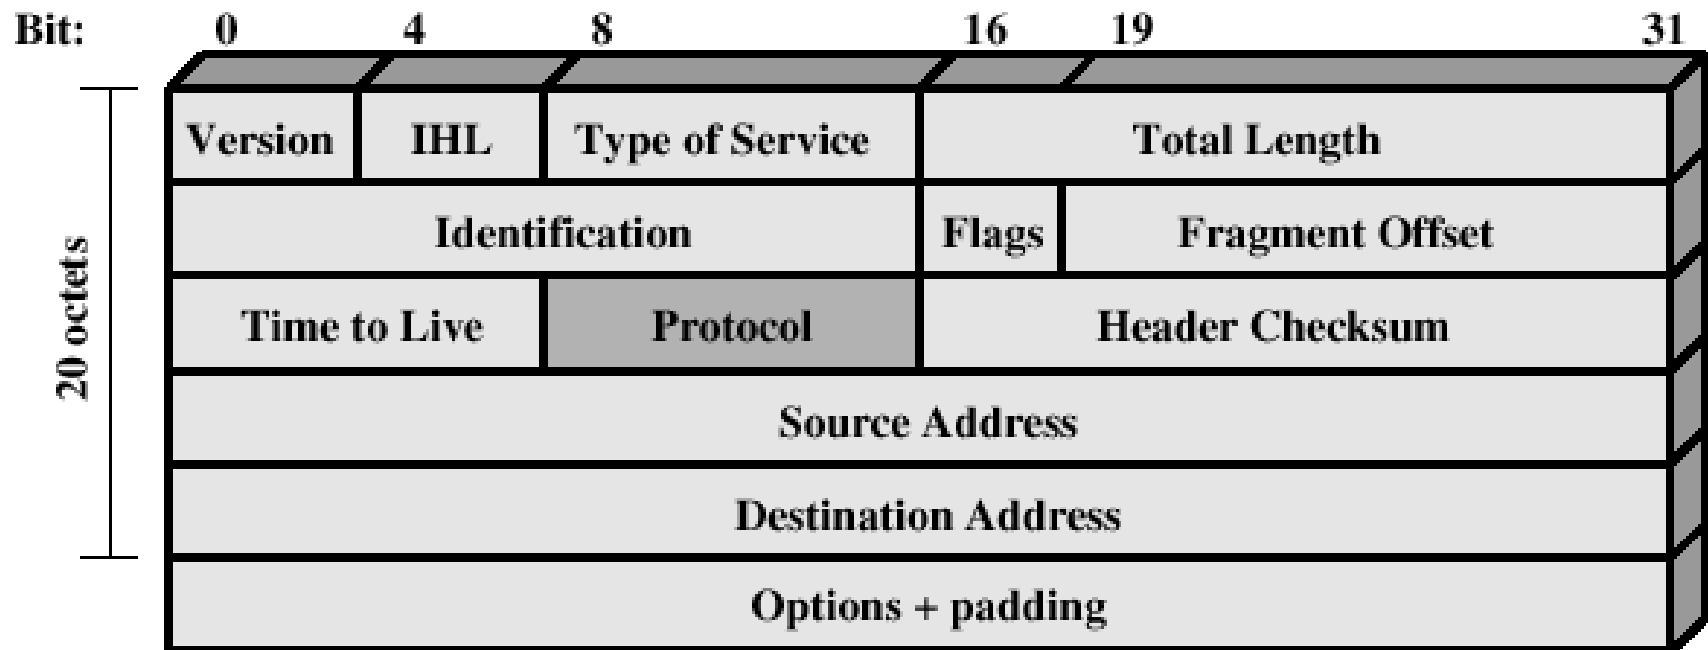 Bit: 0 4 8 16 19 31
Version IHL Type of Service Total Length
Identification Flags Fragment Offset
Time to Live Protocol Header Checksum
Source Address
Destination Address
Options + padding
20 octets